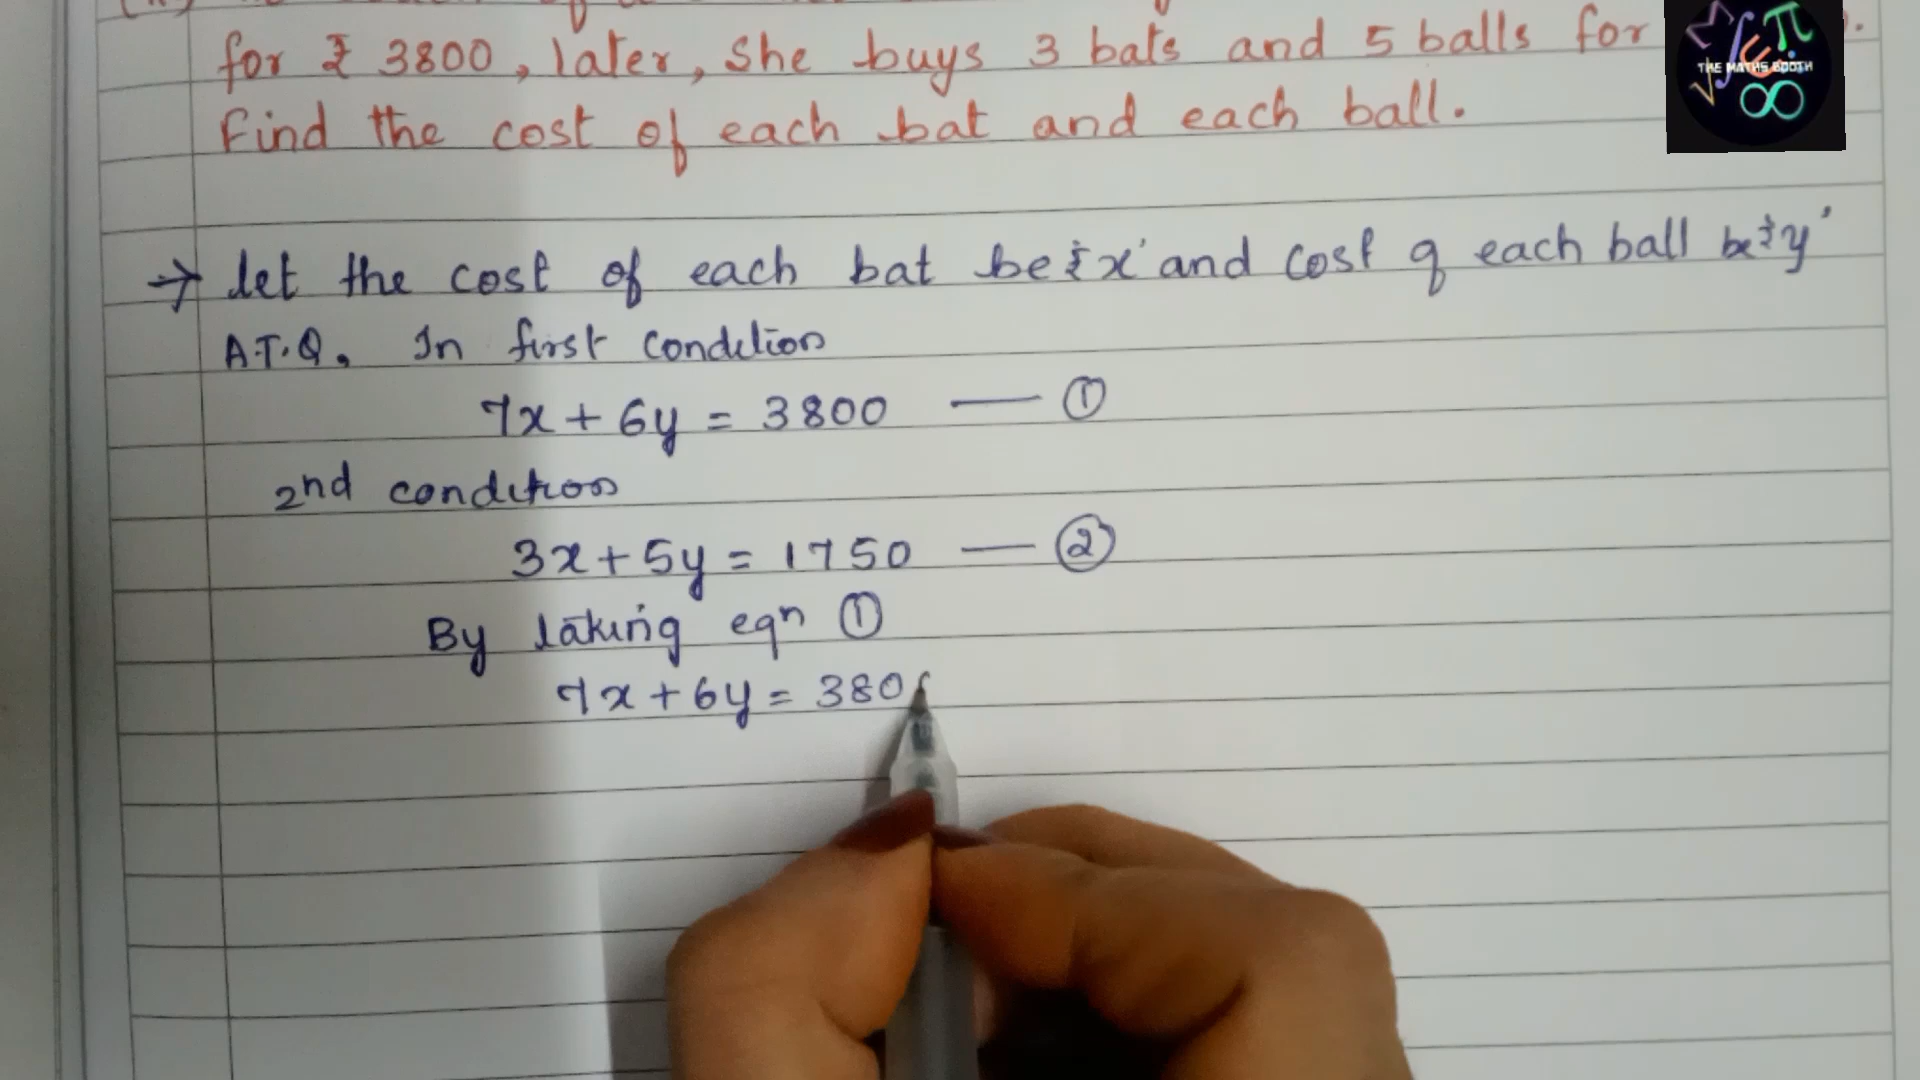 for ₹ 3800, later, She buys 3 bats and 5 balls for
Find the cost of each bat and each ball.
THE MATHS BOOTH
→ let the cost of each bat be ₹ 'x' and cost of each ball be ₹ 'y'
A.T.Q. In first condition
7x + 6y = 3800 — ①
2nd condition
3x + 5y = 1750 — ②
By taking eqn ①
7x + 6y = 380